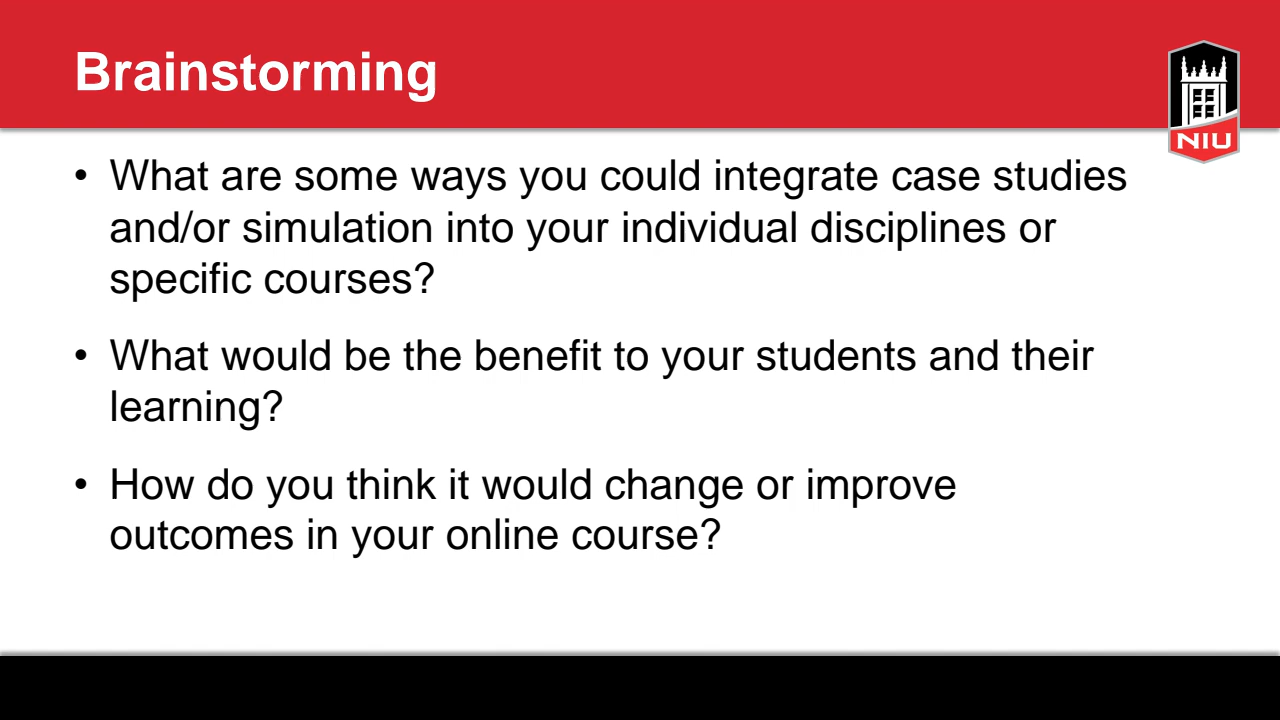 Brainstorming
NIU
• What are some ways you could integrate case studies
and/or simulation into your individual disciplines or
specific courses?
• What would be the benefit to your students and their
learning?
• How do you think it would change or improve
outcomes in your online course?